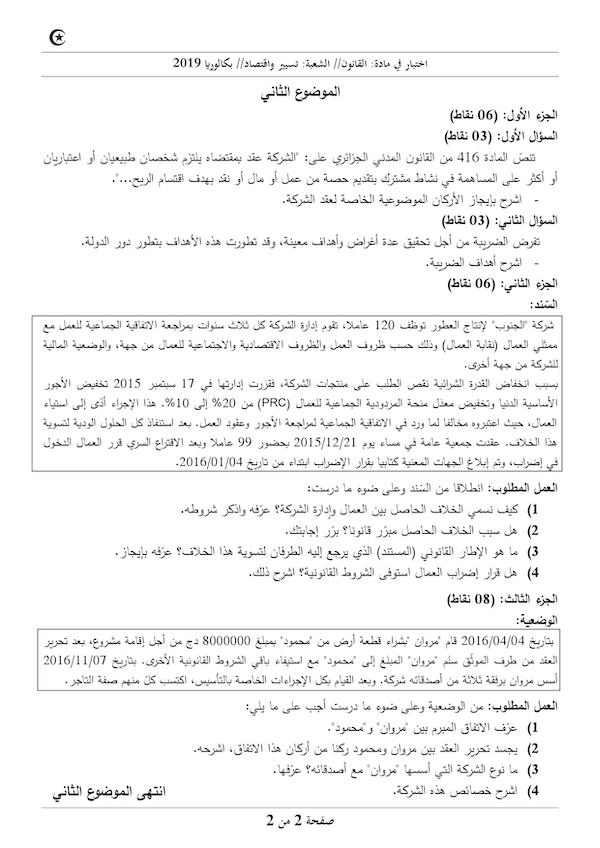 اختبار في مادة: القانون// الشعبة: تسيير واقتصاد// بكالوريا 2019
الموضوع الثاني
الجزء الأول: (06 نقاط)
السؤال الأول: (03 نقاط)
تنصّ المادة 416 من القانون المدني الجزائري على: "الشركة عقد بمقتضاه يلتزم شخصان طبيعيان أو اعتباريان
أو أكثر على المساهمة في نشاط مشترك بتقديم حصة من عمل أو مال أو نقد بهدف اقتسام الربح...".
- اشرح بإيجاز الأركان الموضوعية الخاصة لعقد الشركة.
السؤال الثاني: (03 نقاط)
تفرض الضريبة من أجل تحقيق عدة أغراض وأهداف معينة، وقد تطورت هذه الأهداف بتطور دور الدولة.
- اشرح أهداف الضريبة.
الجزء الثاني: (06 نقاط)
السّند:
شركة "الجنوب" لإنتاج العطور توظف 120 عاملا، تقوم إدارة الشركة كل ثلاث سنوات بمراجعة الاتفاقية الجماعية للعمل مع
ممثلي العمال (نقابة العمال) وذلك حسب ظروف العمل والظروف الاقتصادية والاجتماعية للعمال من جهة، والوضعية المالية
للشركة من جهة أخرى.
بسبب انخفاض القدرة الشرائية نقص الطلب على منتجات الشركة، فقرّرت إدارتها في 17 سبتمبر 2015 تخفيض الأجور
الأساسية الدنيا وتخفيض معدل منحة المردودية الجماعية للعمال (PRC) من 20% إلى 10%. هذا الإجراء أدّى إلى استياء
العمال، حيث اعتبروه مخالفا لما ورد في الاتفاقية الجماعية لمراجعة الأجور وعقود العمل. بعد استنفاذ كل الحلول الودية لتسوية
هذا الخلاف. عقدت جمعية عامة في مساء يوم 2015/12/21 بحضور 99 عاملا وبعد الاقتراع السري قرر العمال الدخول
في إضراب، وتم إبلاغ الجهات المعنية كتابيا بقرار الإضراب ابتداء من تاريخ 2016/01/04.
العمل المطلوب: انطلاقا من السّند وعلى ضوء ما درست:
1) كيف نسمي الخلاف الحاصل بين العمال وإدارة الشركة؟ عرّفه واذكر شروطه.
2) هل سبب الخلاف الحاصل مبرّر قانونا؟ برّر إجابتك.
3) ما هو الإطار القانوني (المستند) الذي يرجع إليه الطرفان لتسوية هذا الخلاف؟ عرّفه بإيجاز.
4) هل قرار إضراب العمال استوفى الشروط القانونية؟ اشرح ذلك.
الجزء الثالث: (08 نقاط)
الوضعية:
بتاريخ 2016/04/04 قام "مروان "بشراء قطعة أرض من "محمود" بمبلغ 8000000 دج من أجل إقامة مشروع، بعد تحرير
العقد من طرف الموثّق سلم "مروان" المبلغ إلى "محمود" مع استيفاء باقي الشروط القانونية الأخرى. بتاريخ 2016/11/07
أسس مروان برفقة ثلاثة من أصدقائه شركة. وبعد القيام بكل الإجراءات الخاصة بالتأسيس، اكتسب كلّ منهم صفة التاجر.
العمل المطلوب: من الوضعية وعلى ضوء ما درست أجب على ما يلي:
1) عرّف الاتفاق المبرم بين "مروان" و"محمود".
2) يجسد تحرير العقد بين مروان ومحمود ركنا من أركان هذا الاتفاق، اشرحه.
3) ما نوع الشركة التي أسسها "مروان" مع أصدقائه؟ عرّفها.
4) اشرح خصائص هذه الشركة.
انتهى الموضوع الثاني
صفحة 2 من 2